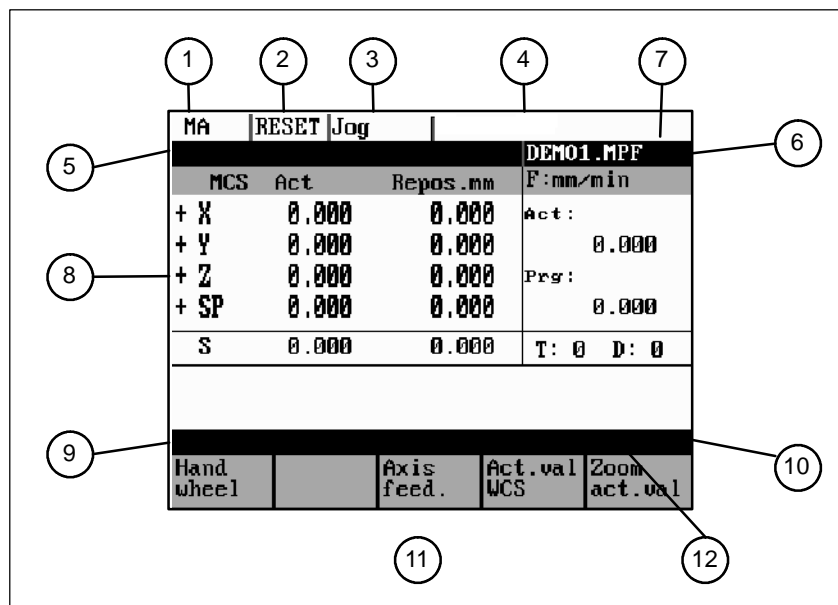 1 2 3 4 7
MA RESET Jog
5 DEMO1.MPF 6
MCS Act Repos.mm F:mm/min
+ X 0.000 0.000 Act:
+ Y 0.000 0.000 0.000
8 + Z 0.000 0.000 Prg:
+ SP 0.000 0.000 0.000
S 0.000 0.000 T: 0 D: 0
9 10
Hand wheel Axis feed. Act.val WCS Zoom act.val
11 12